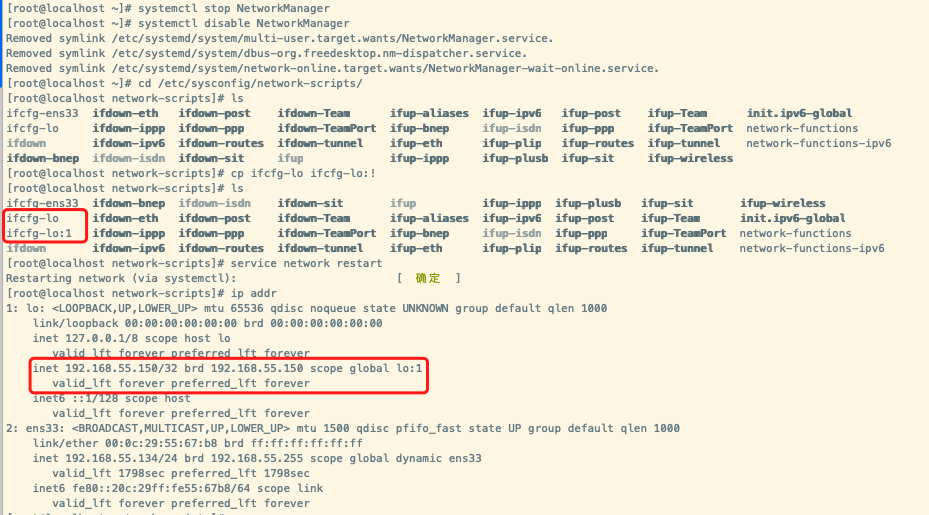 [root@localhost ~]# systemctl stop NetworkManager
[root@localhost ~]# systemctl disable NetworkManager
Removed symlink /etc/systemd/system/multi-user.target.wants/NetworkManager.service.
Removed symlink /etc/systemd/system/dbus-org.freedesktop.nm-dispatcher.service.
Removed symlink /etc/systemd/system/network-online.target.wants/NetworkManager-wait-online.service.
[root@localhost ~]# cd /etc/sysconfig/network-scripts/
[root@localhost network-scripts]# ls
ifcfg-ens33 ifdown-eth ifdown-post ifdown-Team ifup-aliases ifup-ipv6 ifup-post ifup-Team init.ipv6-global
ifcfg-lo ifdown-ippp ifdown-ppp ifdown-TeamPort ifup-bnep ifup-isdn ifup-ppp ifup-TeamPort network-functions
ifdown ifdown-ipv6 ifdown-routes ifdown-tunnel ifup-eth ifup-plip ifup-routes ifup-tunnel network-functions-ipv6
ifdown-bnep ifdown-isdn ifdown-sit ifup ifup-ippp ifup-plusb ifup-sit ifup-wireless
[root@localhost network-scripts]# cp ifcfg-lo ifcfg-lo:!
[root@localhost network-scripts]# ls
ifcfg-ens33 ifdown-bnep ifdown-isdn ifdown-sit ifup ifup-ippp ifup-plusb ifup-sit ifup-wireless
ifcfg-lo ifdown-eth ifdown-post ifdown-Team ifup-aliases ifup-ipv6 ifup-post ifup-Team init.ipv6-global
ifcfg-lo:1 ifdown-ippp ifdown-ppp ifdown-TeamPort ifup-bnep ifup-isdn ifup-ppp ifup-TeamPort network-functions
ifdown ifdown-ipv6 ifdown-routes ifdown-tunnel ifup-eth ifup-plip ifup-routes ifup-tunnel network-functions-ipv6
[root@localhost network-scripts]# service network restart
Restarting network (via systemctl): [ 确定 ]
[root@localhost network-scripts]# ip addr
1: lo: <LOOPBACK,UP,LOWER_UP> mtu 65536 qdisc noqueue state UNKNOWN group default qlen 1000
link/loopback 00:00:00:00:00:00 brd 00:00:00:00:00:00
inet 127.0.0.1/8 scope host lo
valid_lft forever preferred_lft forever
inet 192.168.55.150/32 brd 192.168.55.150 scope global lo:1
valid_lft forever preferred_lft forever
inet6 ::1/128 scope host
valid_lft forever preferred_lft forever
2: ens33: <BROADCAST,MULTICAST,UP,LOWER_UP> mtu 1500 qdisc pfifo_fast state UP group default qlen 1000
link/ether 00:0c:29:55:67:b8 brd ff:ff:ff:ff:ff:ff
inet 192.168.55.134/24 brd 192.168.55.255 scope global dynamic ens33
valid_lft 1798sec preferred_lft 1798sec
inet6 fe80::20c:29ff:fe55:67b8/64 scope link
valid_lft forever preferred_lft forever